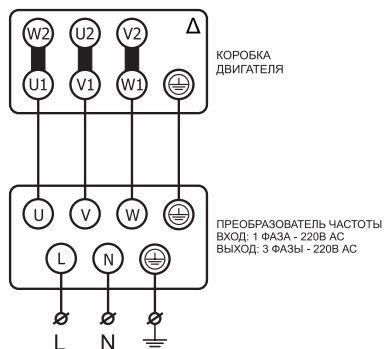 W2 U2 V2 Δ
U1 V1 W1
КОРОБКА
ДВИГАТЕЛЯ
U V W
ПРЕОБРАЗОВАТЕЛЬ ЧАСТОТЫ
ВХОД: 1 ФАЗА - 220В AC
ВЫХОД: 3 ФАЗЫ - 220В AC
L N
L N